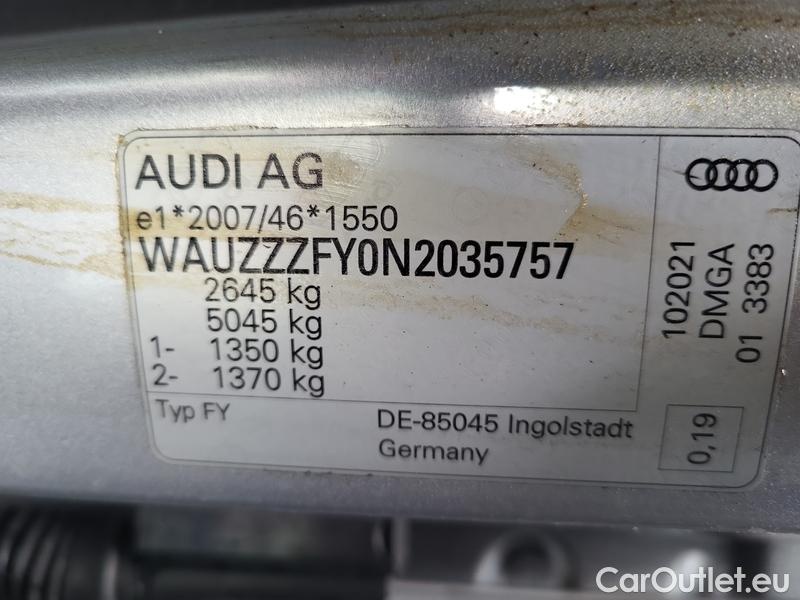 AUDI AG
e1*2007/46*1550
WAUZZZFY0N2035757
2645 kg
5045 kg
1- 1350 kg
2- 1370 kg
Typ FY
DE-85045 Ingolstadt
Germany
102021
DMGA
01 3383
0,19
CarOutlet.eu